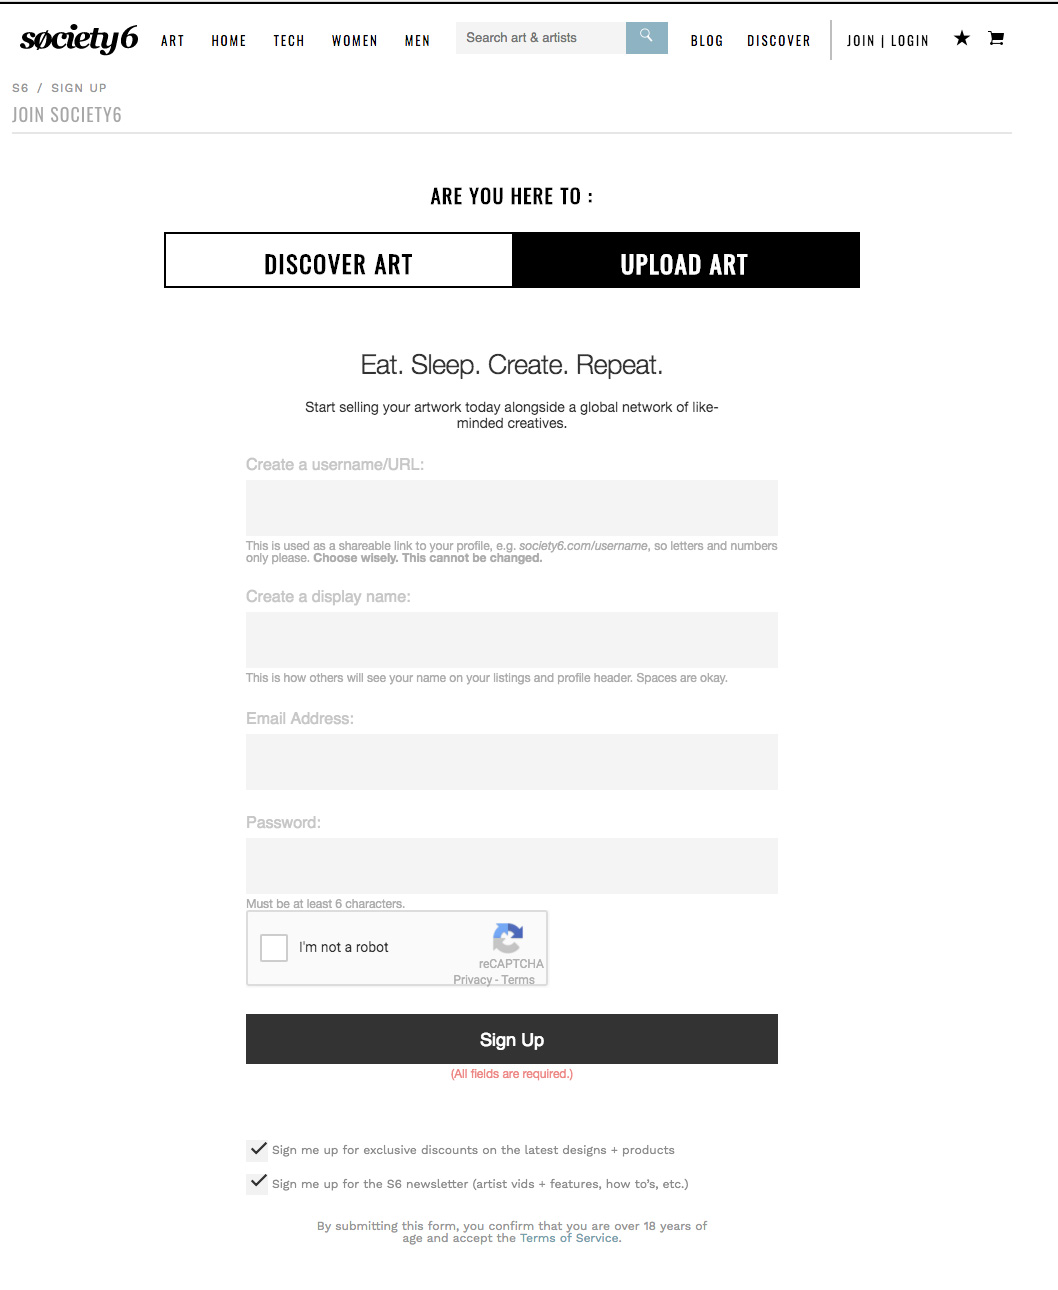 society6
ART HOME TECH WOMEN MEN Search art & artists BLOG DISCOVER JOIN | LOGIN
S6 / SIGN UP
JOIN SOCIETY6
ARE YOU HERE TO :
DISCOVER ART UPLOAD ART
Eat. Sleep. Create. Repeat.
Start selling your artwork today alongside a global network of like-
minded creatives.
Create a username/URL:
This is used as a shareable link to your profile, e.g. society6.com/username, so letters and numbers
only please. Choose wisely. This cannot be changed.
Create a display name:
This is how others will see your name on your listings and profile header. Spaces are okay.
Email Address:
Password:
Must be at least 6 characters.
I'm not a robot
reCAPTCHA
Privacy - Terms
Sign Up
(All fields are required.)
Sign me up for exclusive discounts on the latest designs + products
Sign me up for the S6 newsletter (artist vids + features, how to's, etc.)
By submitting this form, you confirm that you are over 18 years of
age and accept the Terms of Service.